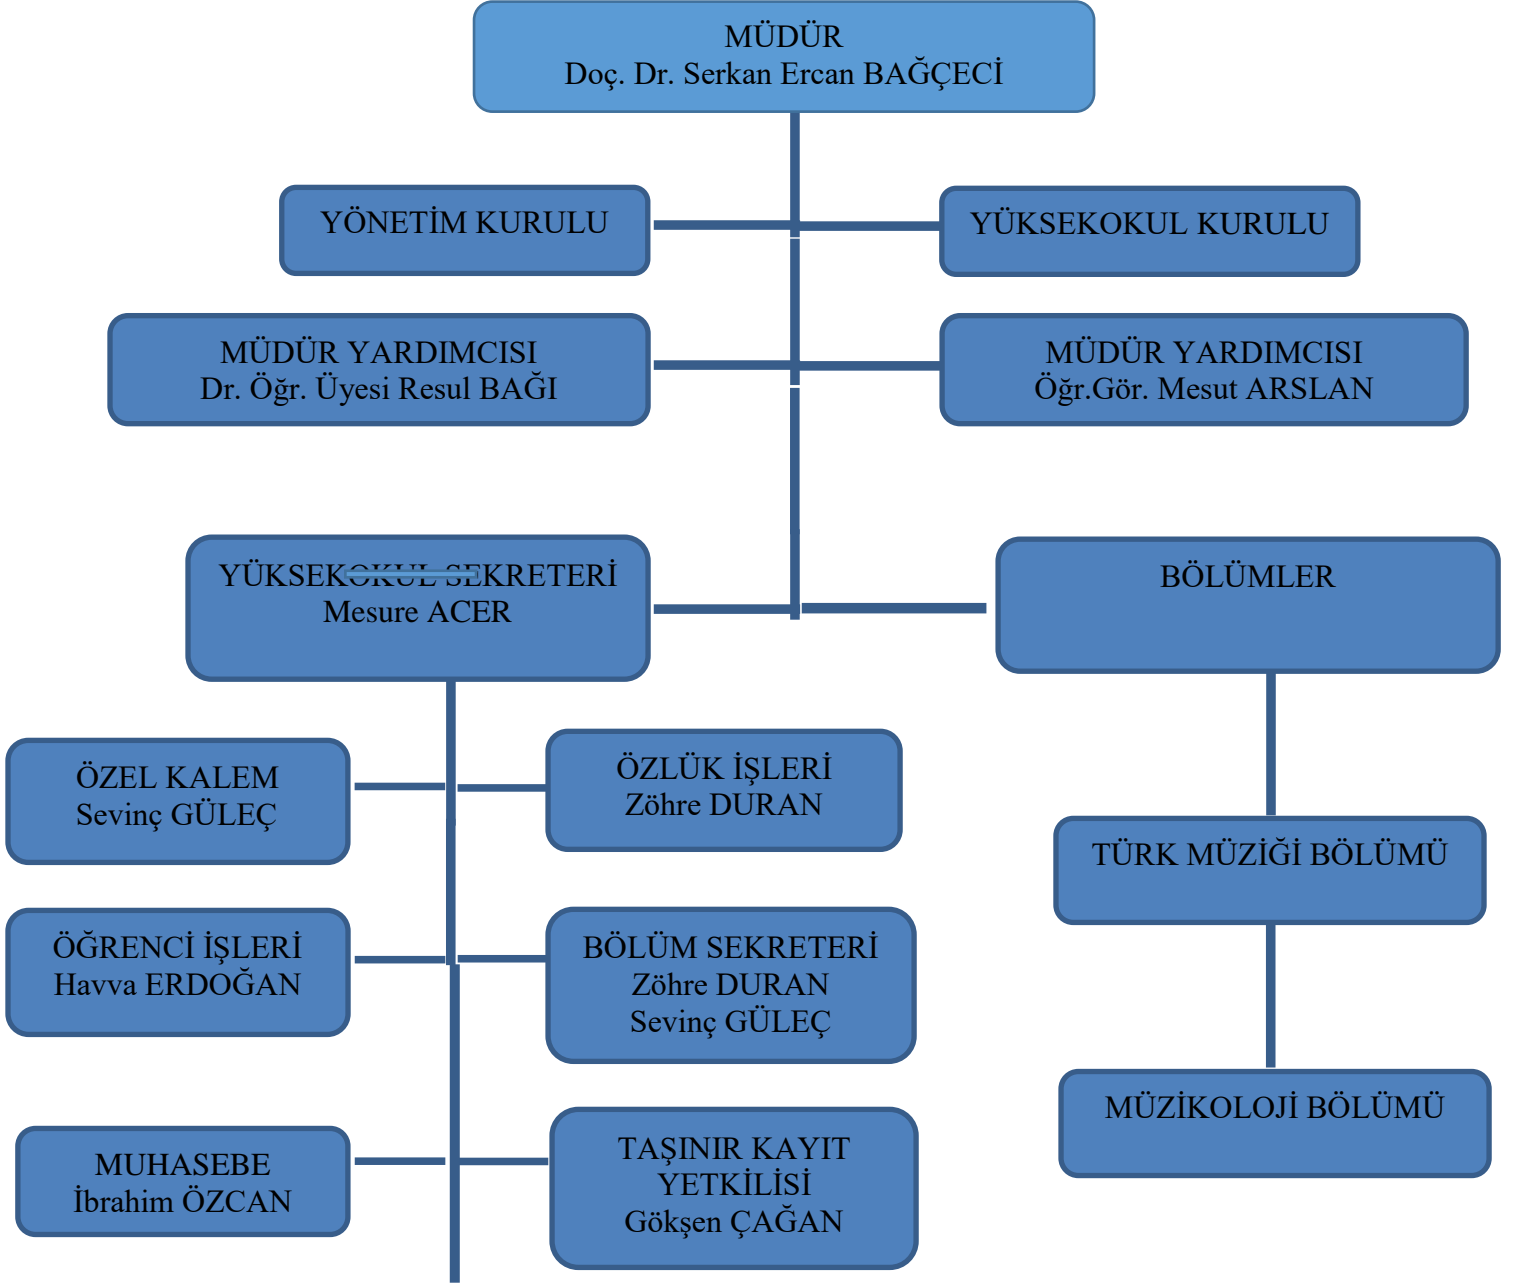 MÜDÜR
Doç. Dr. Serkan Ercan BAĞÇECİ
YÖNETİM KURULU
YÜKSEKOKUL KURULU
MÜDÜR YARDIMCISI
Dr. Öğr. Üyesi Resul BAĞI
MÜDÜR YARDIMCISI
Öğr.Gör. Mesut ARSLAN
YÜKSEKOKUL SEKRETERİ
Mesure ACER
BÖLÜMLER
ÖZEL KALEM
Sevinç GÜLEÇ
ÖZLÜK İŞLERİ
Zöhre DURAN
TÜRK MÜZİĞİ BÖLÜMÜ
ÖĞRENCİ İŞLERİ
Havva ERDOĞAN
BÖLÜM SEKRETERİ
Zöhre DURAN
Sevinç GÜLEÇ
MÜZİKOLOJİ BÖLÜMÜ
MUHASEBE
İbrahim ÖZCAN
TAŞINIR KAYIT
YETKİLİSİ
Gökşen ÇAĞAN